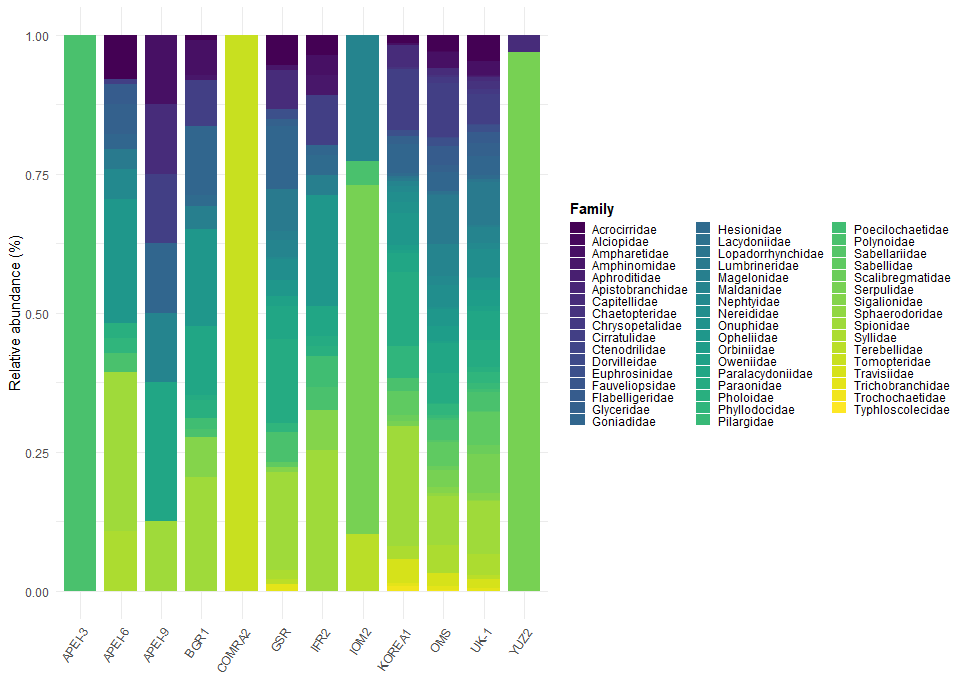 Relative abundance (%)
1.00
0.75
0.50
0.25
0.00
APEI-3
APEI-6
APEI-9
BGR1
COMRA2
GSR
IFR2
IOM2
KOREA1
OMS
UK-1
YUZ2
Family
Acrocirridae
Alciopidae
Ampharetidae
Amphinomidae
Aphroditidae
Apistobranchidae
Capitellidae
Chaetopteridae
Chrysopetalidae
Cirratulidae
Ctenodrilidae
Dorvilleidae
Euphrosinidae
Fauveliopsidae
Flabelligeridae
Glyceridae
Goniadidae
Hesionidae
Lacydoniidae
Lopadorrhynchidae
Lumbrineridae
Magelonidae
Maldanidae
Nephtyidae
Nereididae
Onuphidae
Opheliidae
Orbiniidae
Oweniidae
Paralacydoniidae
Paraonidae
Pholoidae
Phyllodocidae
Pilargidae
Poecilochaetidae
Polynoidae
Sabellariidae
Sabellidae
Scalibregmatidae
Serpulidae
Sigalionidae
Sphaerodoridae
Spionidae
Syllidae
Terebellidae
Tomopteridae
Travisiidae
Trichobranchidae
Trochochaetidae
Typhloscolecidae